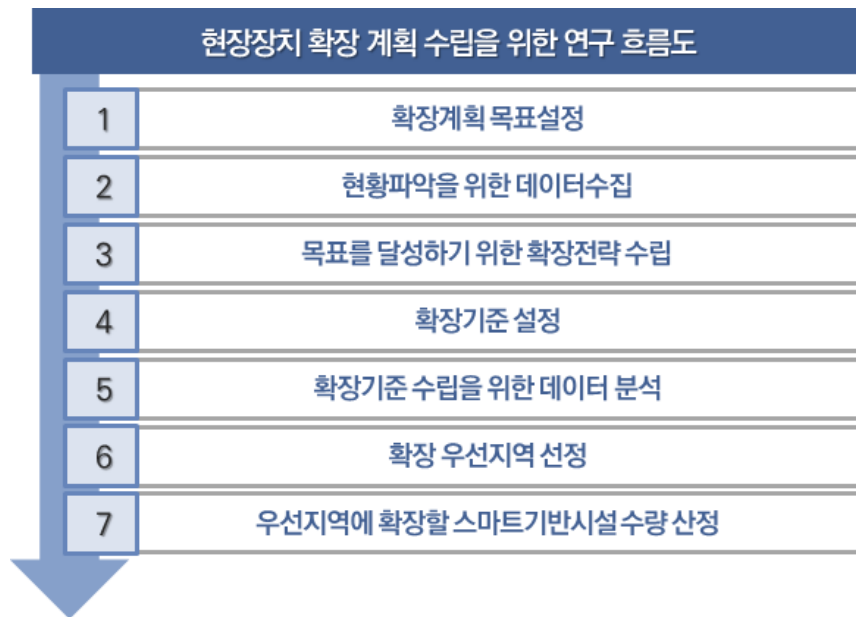 현장장치 확장 계획 수립을 위한 연구 흐름도
1 확장계획 목표설정
2 현황파악을 위한 데이터수집
3 목표를 달성하기 위한 확장전략 수립
4 확장기준 설정
5 확장기준 수립을 위한 데이터 분석
6 확장 우선지역 선정
7 우선지역에 확장할 스마트기반시설 수량 산정